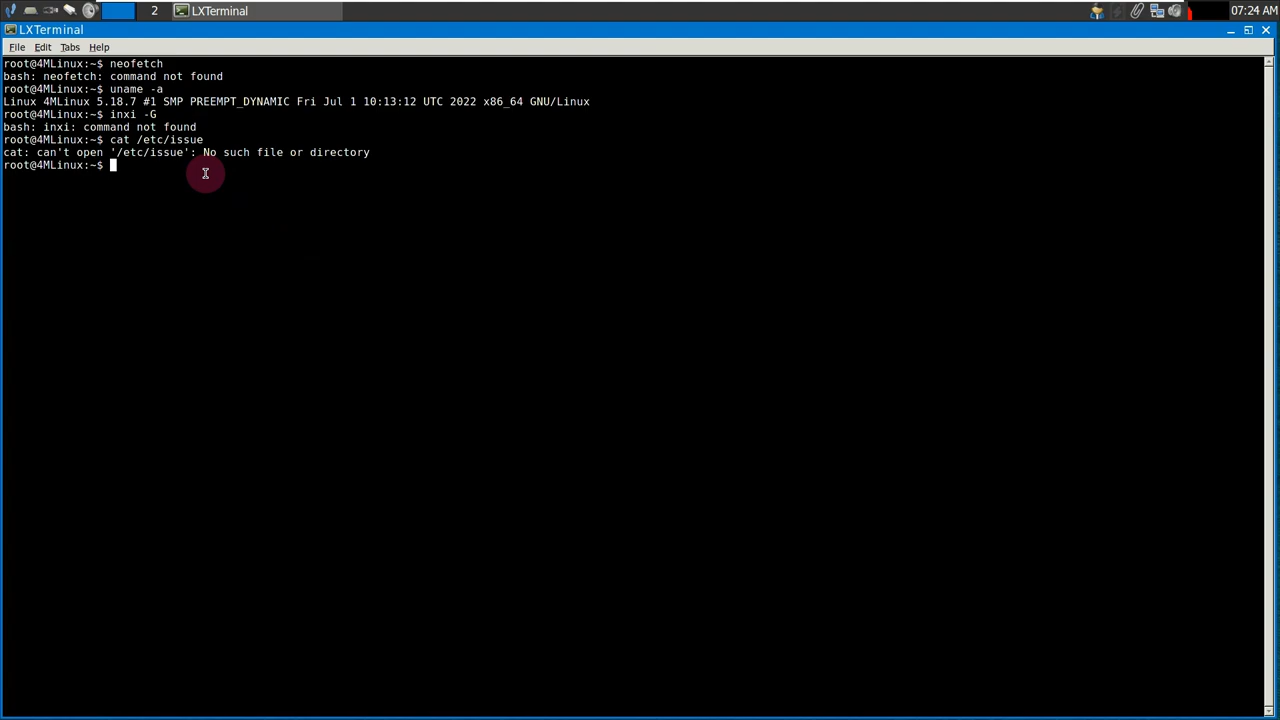 2
LXTerminal
07:24 AM
LXTerminal
File Edit Tabs Help
root@4MLinux:~$ neofetch
bash: neofetch: command not found
root@4MLinux:~$ uname -a
Linux 4MLinux 5.18.7 #1 SMP PREEMPT_DYNAMIC Fri Jul 1 10:13:12 UTC 2022 x86_64 GNU/Linux
root@4MLinux:~$ inxi -G
bash: inxi: command not found
root@4MLinux:~$ cat /etc/issue
cat: can't open '/etc/issue': No such file or directory
root@4MLinux:~$